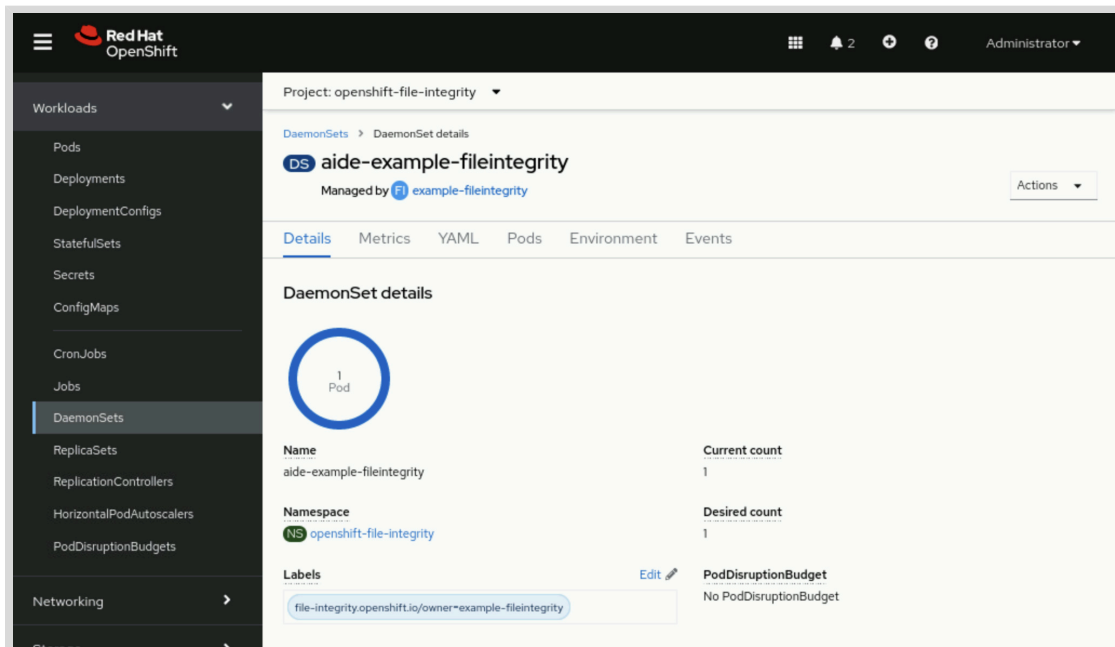 Red Hat
OpenShift
2
Administrator
Workloads
Pods
Deployments
DeploymentConfigs
StatefulSets
Secrets
ConfigMaps
CronJobs
Jobs
DaemonSets
ReplicaSets
ReplicationControllers
HorizontalPodAutoscalers
PodDisruptionBudgets
Networking
Project: openshift-file-integrity
DaemonSets > DaemonSet details
DS aide-example-fileintegrity
Managed by FI example-fileintegrity
Actions
Details Metrics YAML Pods Environment Events
DaemonSet details
1
Pod
Name
aide-example-fileintegrity
Namespace
NS openshift-file-integrity
Labels Edit
file-integrity.openshift.io/owner=example-fileintegrity
Current count
1
Desired count
1
PodDisruptionBudget
No PodDisruptionBudget